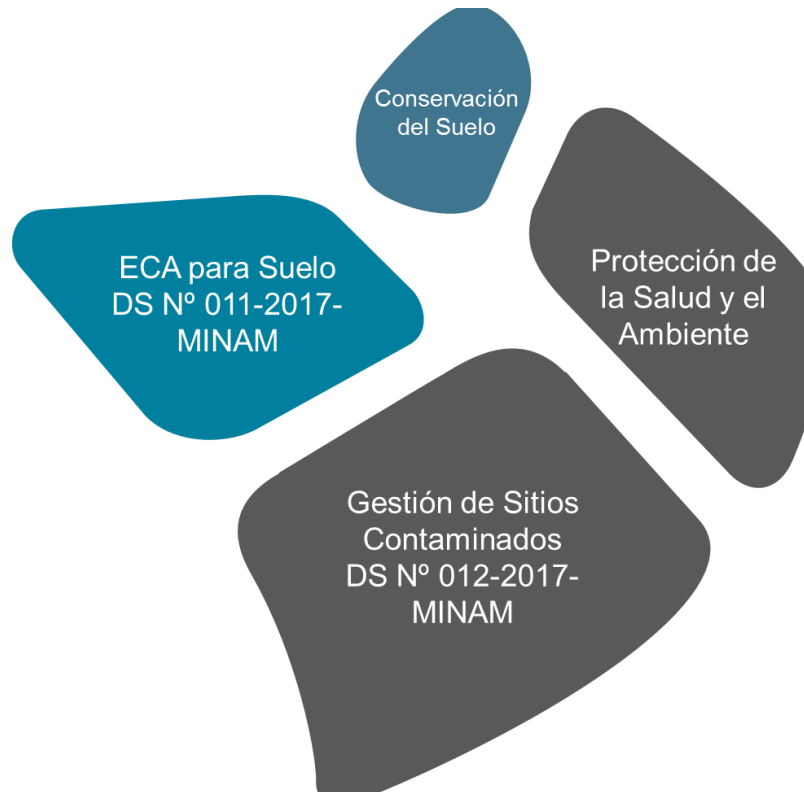 Conservación
del Suelo
ECA para Suelo
DS Nº 011-2017-
MINAM
Protección de
la Salud y el
Ambiente
Gestión de Sitios
Contaminados
DS Nº 012-2017-
MINAM